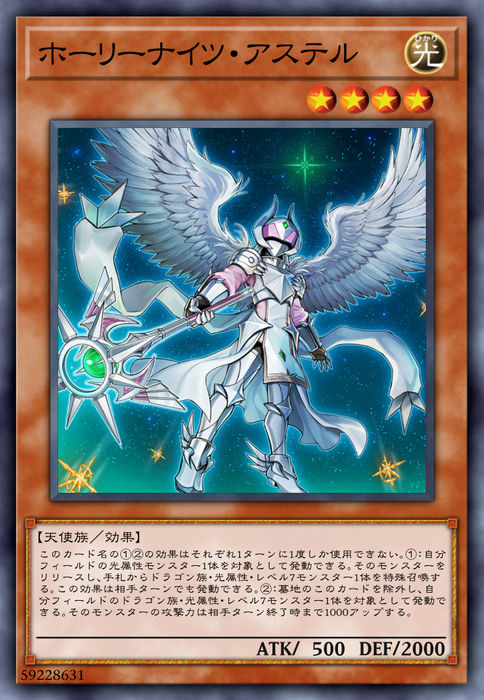 ホーリーナイツ・アステル
ひかり
光
【天使族/効果】
このカード名の①②の効果はそれぞれ1ターンに1度しか使用できない。①:自分
フィールドの光属性モンスター1体を対象として発動できる。そのモンスターを
リリースし、手札からドラゴン族・光属性・レベル7モンスター1体を特殊召喚す
る。この効果は相手ターンでも発動できる。②:墓地のこのカードを除外し、自
分フィールドのドラゴン族・光属性・レベル7モンスター1体を対象として発動でき
る。そのモンスターの攻撃力は相手ターン終了時まで1000アップする。
ATK/ 500 DEF/2000
59228631